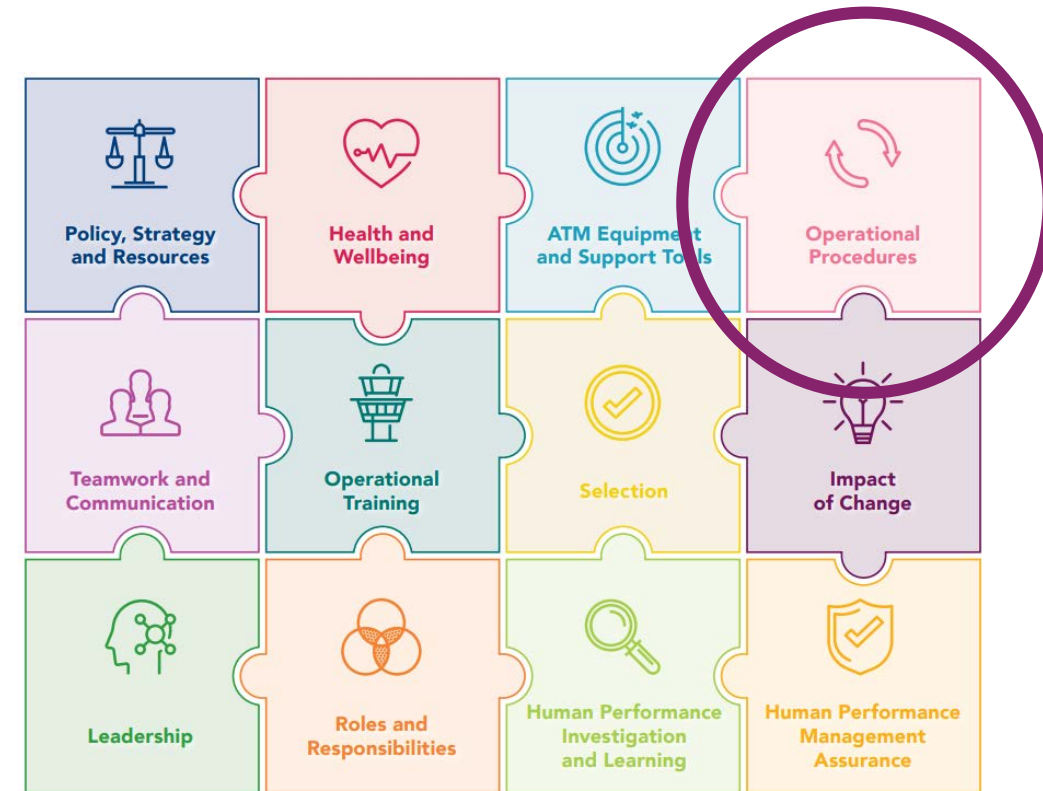 Policy, Strategy
and Resources
Health and
Wellbeing
ATM Equipment
and Support Tools
Operational
Procedures
Teamwork and
Communication
Operational
Training
Selection
Impact
of Change
Leadership
Roles and
Responsibilities
Human Performance
Investigation
and Learning
Human Performance
Management
Assurance